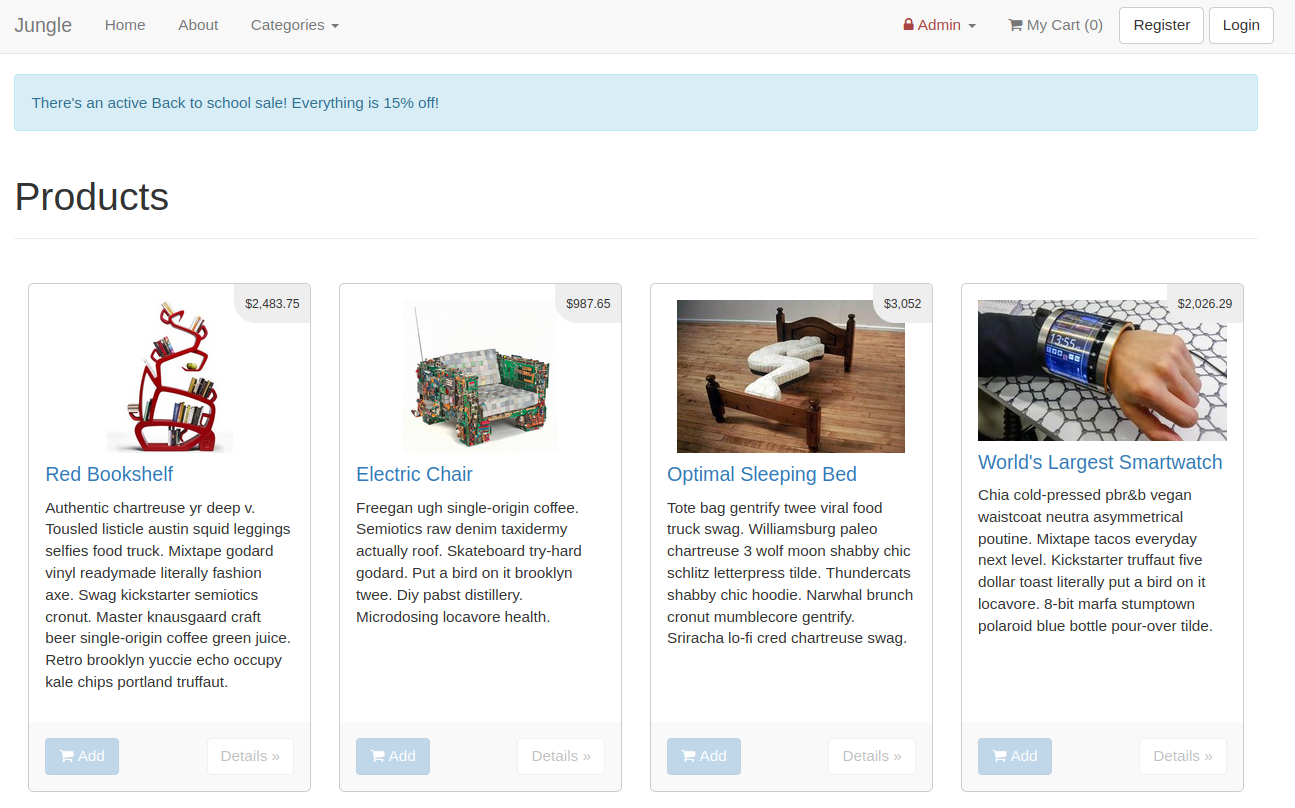 Jungle Home About Categories Admin My Cart (0) Register Login
There's an active Back to school sale! Everything is 15% off!
Products
$2,483.75
Red Bookshelf
Authentic chartreuse yr deep v.
Tousled listicle austin squid leggings
selfies food truck. Mixtape godard
vinyl readymade literally fashion
axe. Swag kickstarter semiotics
cronut. Master knausgaard craft
beer single-origin coffee green juice.
Retro brooklyn yuccie echo occupy
kale chips portland truffaut.
Add Details »
$987.65
Electric Chair
Freegan ugh single-origin coffee.
Semiotics raw denim taxidermy
actually roof. Skateboard try-hard
godard. Put a bird on it brooklyn
twee. Diy pabst distillery.
Microdosing locavore health.
Add Details »
$3,052
Optimal Sleeping Bed
Tote bag gentrify twee viral food
truck swag. Williamsburg paleo
chartreuse 3 wolf moon shabby chic
schlitz letterpress tilde. Thundercats
shabby chic hoodie. Narwhal brunch
cronut mumblecore gentrify.
Sriracha lo-fi cred chartreuse swag.
Add Details »
$2,026.29
13:55
World's Largest Smartwatch
Chia cold-pressed pbr&b vegan
waistcoat neutra asymmetrical
poutine. Mixtape tacos everyday
next level. Kickstarter truffaut five
dollar toast literally put a bird on it
locavore. 8-bit marfa stumptown
polaroid blue bottle pour-over tilde.
Add Details »